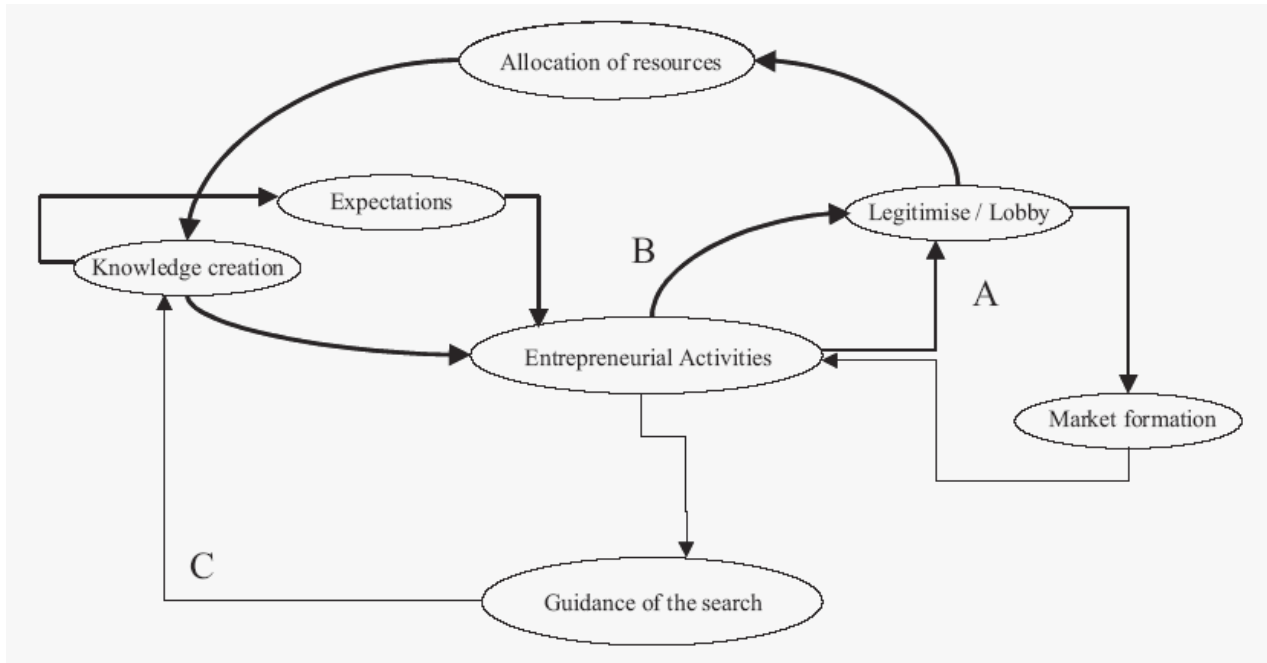 Allocation of resources
Expectations
Legitimise / Lobby
B
Knowledge creation
A
Entrepreneurial Activities
Market formation
C
Guidance of the search